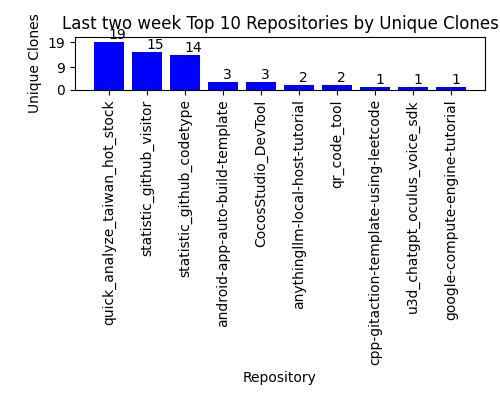 Last two week Top 10 Repositories by Unique Clones
Unique Clones
19
9
0
19
15
14
3
3
2
2
1
1
1
quick_analyze_taiwan_hot_stock
statistic_github_visitor
statistic_github_codetype
android-app-auto-build-template
CocosStudio_DevTool
anythingllm-local-host-tutorial
qr_code_tool
cpp-gitaction-template-using-leetcode
u3d_chatgpt_oculus_voice_sdk
google-compute-engine-tutorial
Repository